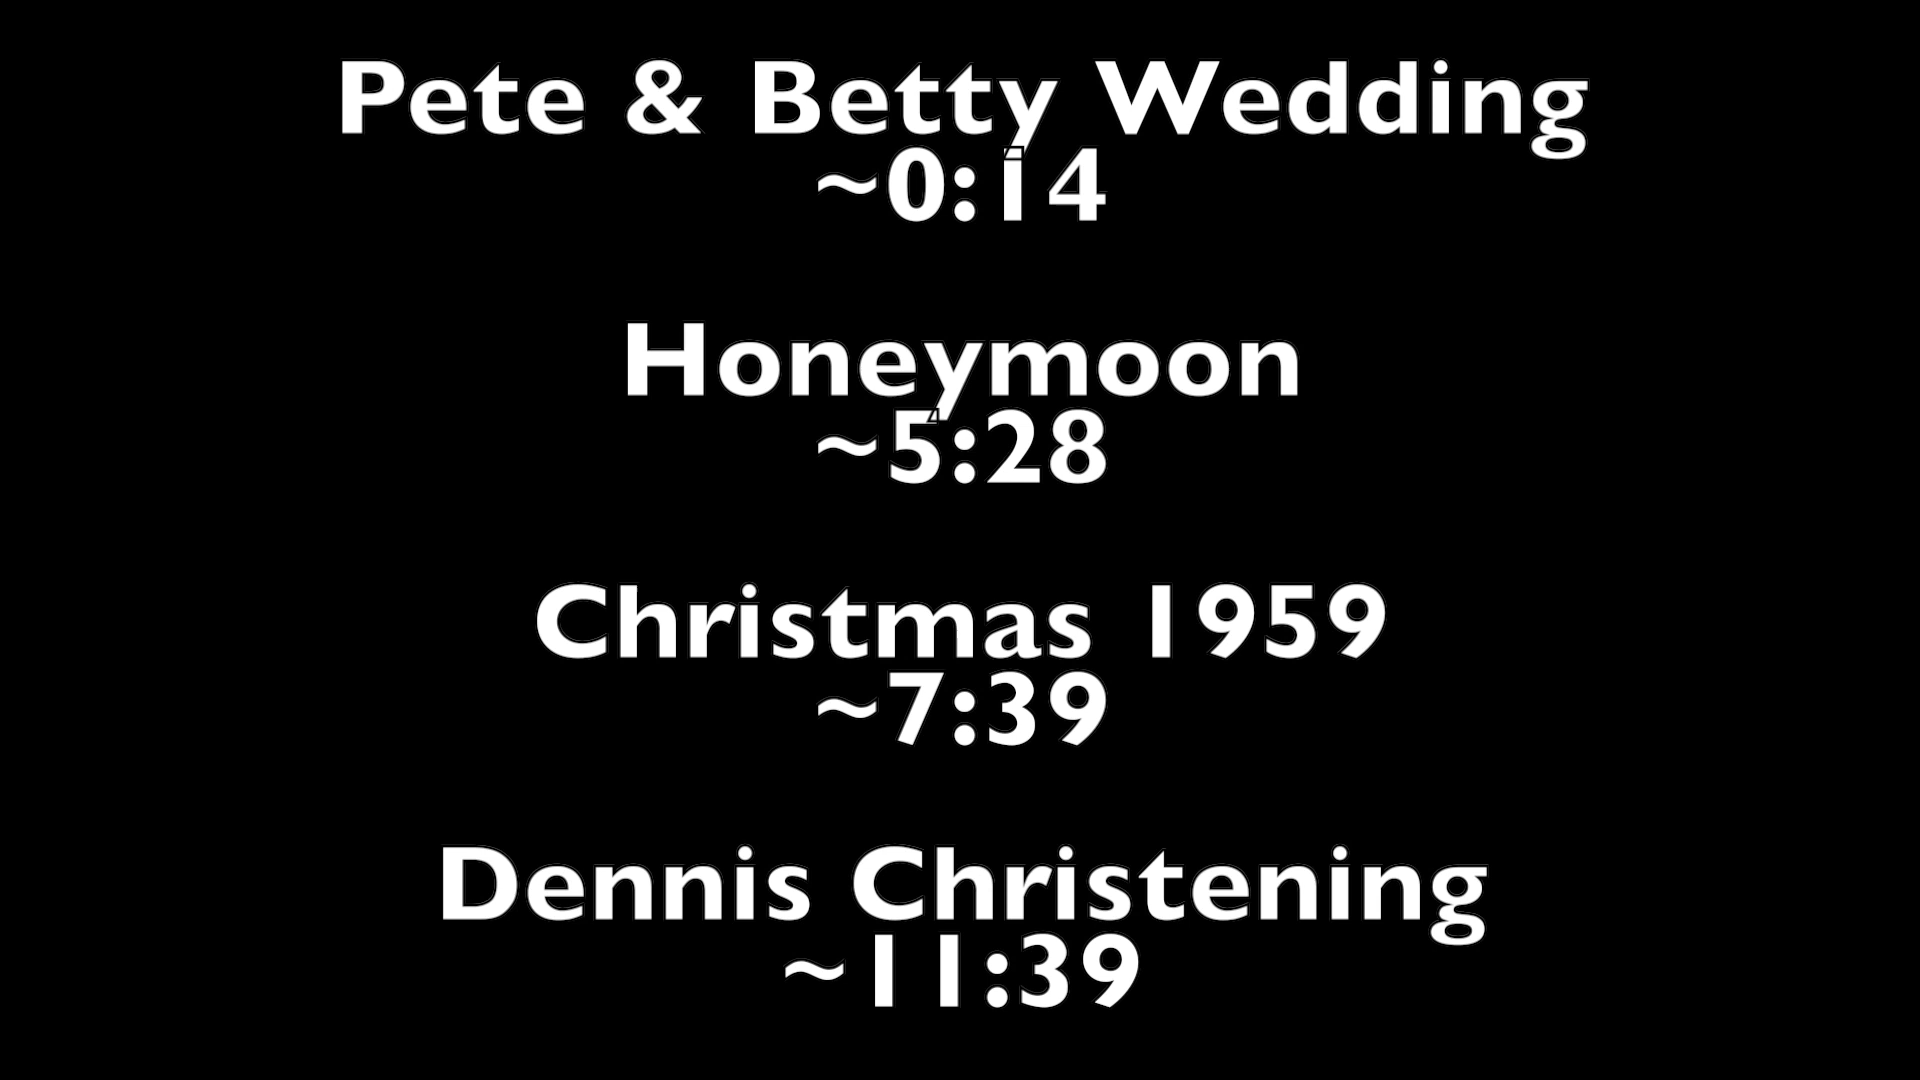 Pete & Betty Wedding
~0:14
Honeymoon
~5:28
Christmas 1959
~7:39
Dennis Christening
~11:39